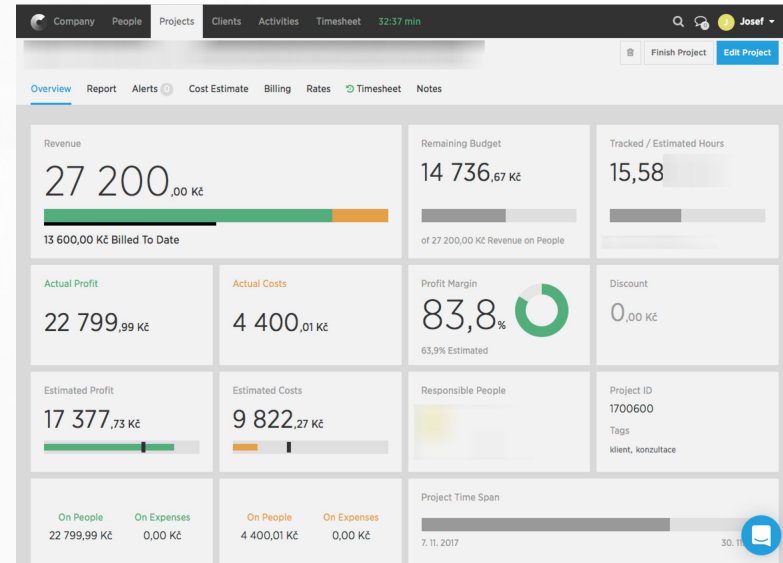 Company People Projects Clients Activities Timesheet 32:37 min Josef
Finish Project Edit Project
Overview Report Alerts 0 Cost Estimate Billing Rates Timesheet Notes
Revenue
27 200,00 Kč
13 600,00 Kč Billed To Date
Remaining Budget
14 736,67 Kč
of 27 200,00 Kč Revenue on People
Tracked / Estimated Hours
15,58
Actual Profit
22 799,99 Kč
Actual Costs
4 400,01 Kč
Profit Margin
83,8%
63,9% Estimated
Discount
0,00 Kč
Estimated Profit
17 377,73 Kč
Estimated Costs
9 822,27 Kč
Responsible People
Project ID
1700600
Tags
klient, konzultace
On People On Expenses
22 799,99 Kč 0,00 Kč
On People On Expenses
4 400,01 Kč 0,00 Kč
Project Time Span
7. 11. 2017
30.